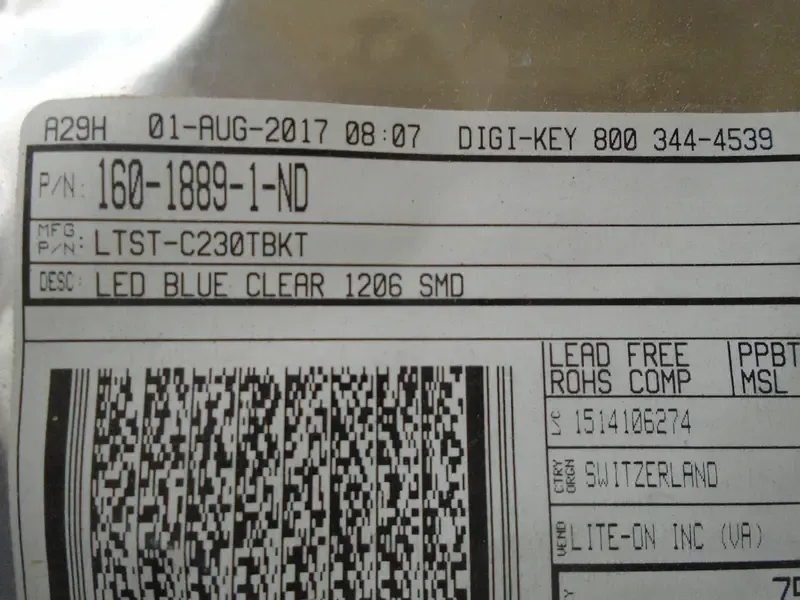 A29H 01-AUG-2017 08:07 DIGI-KEY 800 344-4539
P/N: 160-1889-1-ND
MFG P/N: LTST-C230TBKT
DESC: LED BLUE CLEAR 1206 SMD
LEAD FREE
ROHS COMP
PPBT
MSL
L/C 1514106274
CTRY ORGN SWITZERLAND
VEND LITE-ON INC (VA)
Y
75